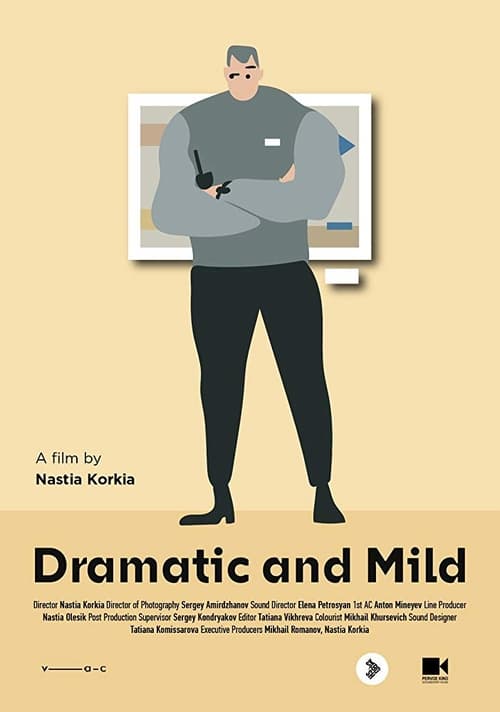 A film by
Nastia Korkia
Dramatic and Mild
Director Nastia Korkia Director of Photography Sergey Amirdzhanov Sound Director Elena Petrosyan 1st AC Anton Mineyev Line Producer
Nastia Olesik Post Production Supervisor Sergey Kondryakov Editor Tatiana Vikhreva Colourist Mikhail Khursevich Sound Designer
Tatiana Komissarova Executive Producers Mikhail Romanov, Nastia Korkia
v——a–c
PERVOE KINO